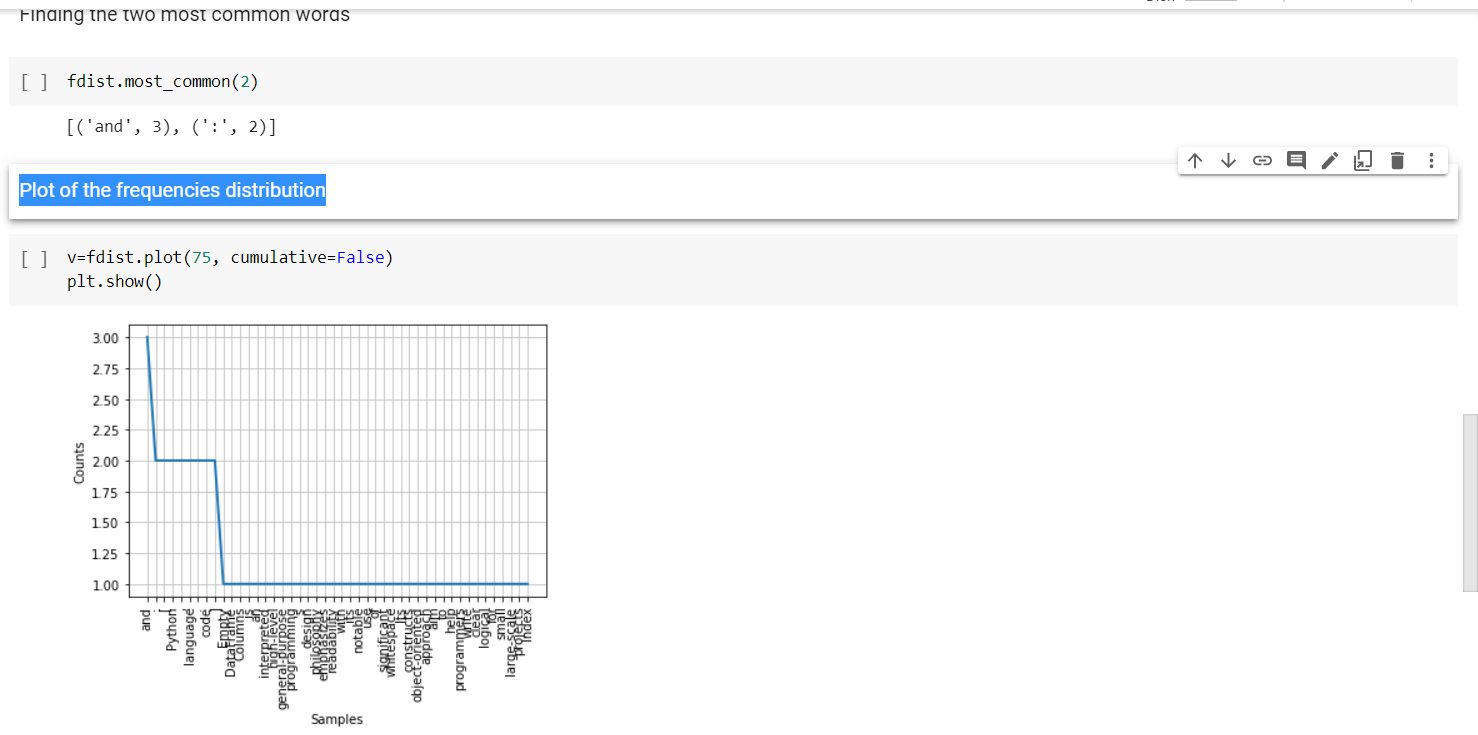 Finding the two most common words
[ ] fdist.most_common(2)
[('and', 3), (':', 2)]
Plot of the frequencies distribution
[ ] v=fdist.plot(75, cumulative=False)
plt.show()
3.00
2.75
2.50
2.25
2.00
1.75
1.50
1.25
1.00
Counts
and
:
[
Python
language
code
]
Empty
DataFrame
Columns
is
an
interpreted
high-level
general-purpose
programming
's
design
philosophy
emphasizes
readability
with
its
notable
use
of
significant
whitespace
Its
constructs
object-oriented
approach
aim
to
help
programmers
write
clear
logical
for
small
large-scale
projects
Index
Samples